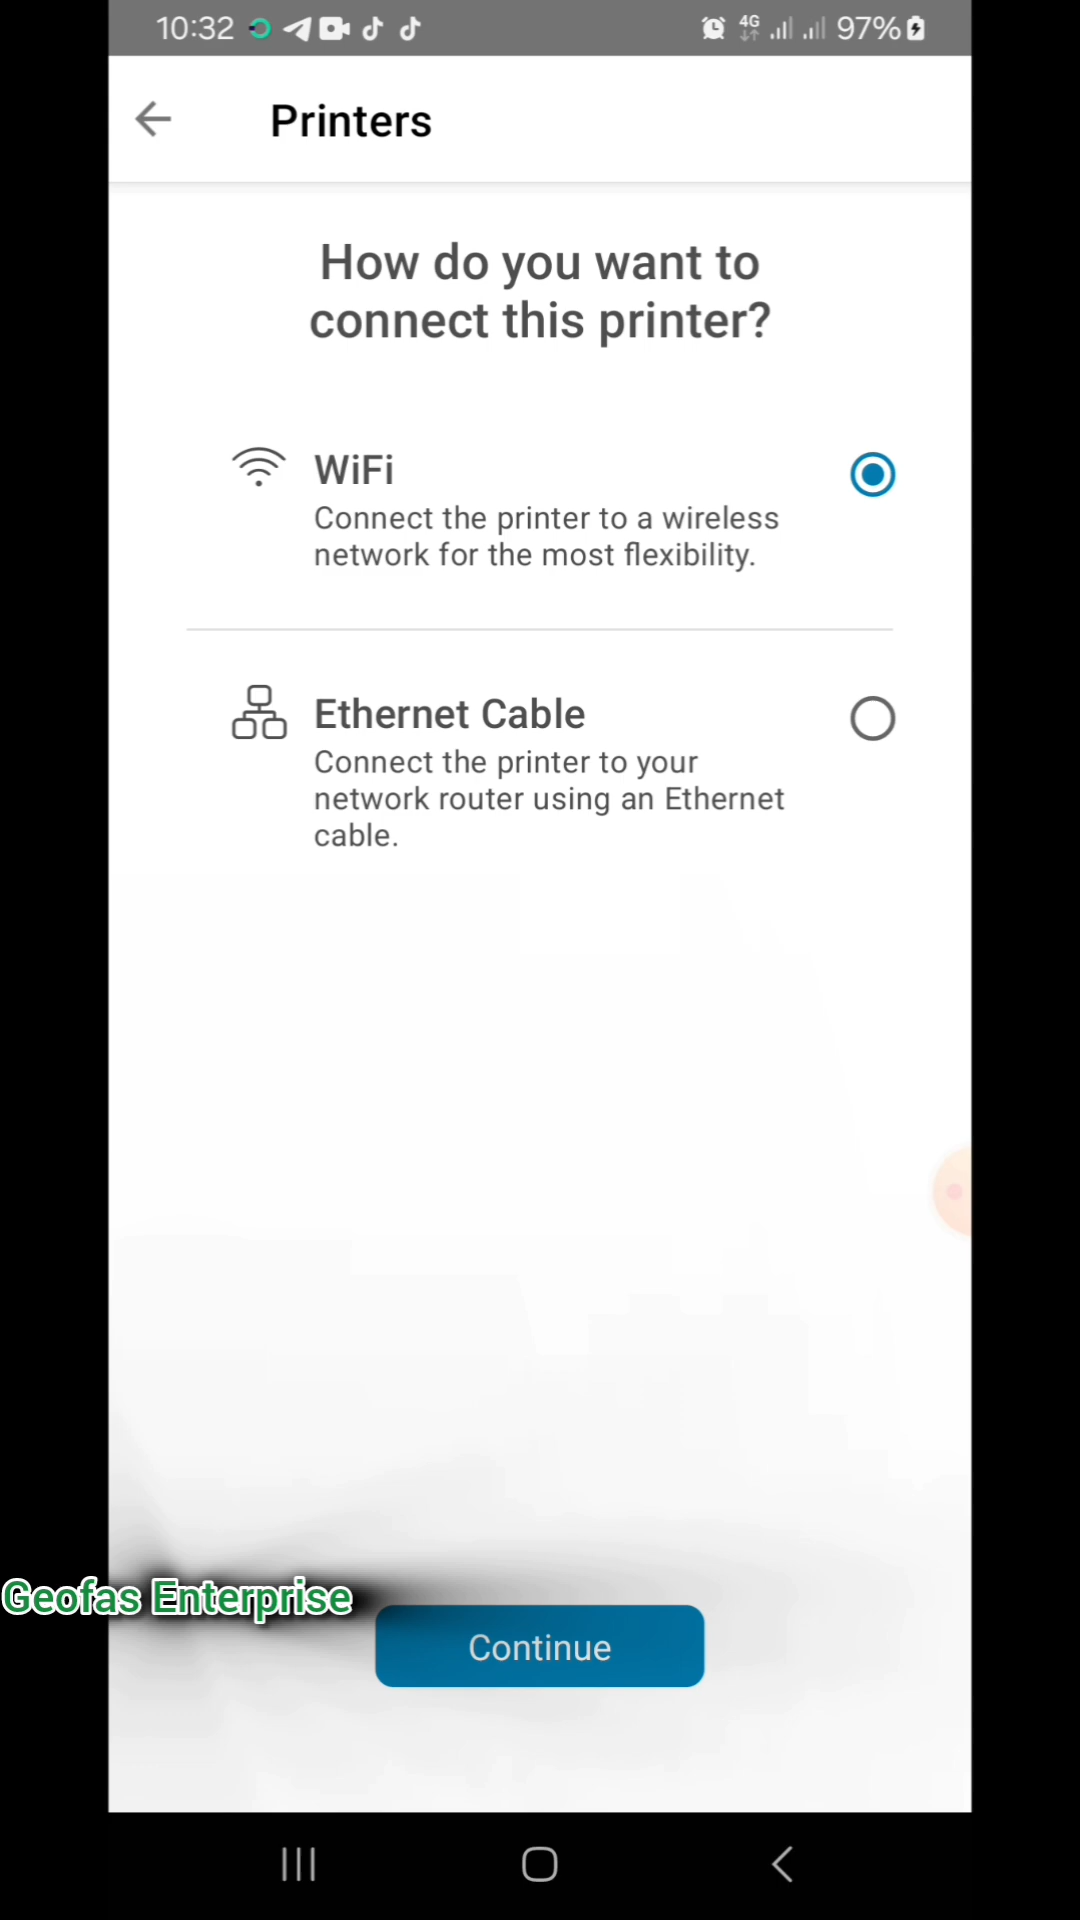 10:32 4G 97%
Printers
How do you want to
connect this printer?
WiFi
Connect the printer to a wireless
network for the most flexibility.
Ethernet Cable
Connect the printer to your
network router using an Ethernet
cable.
Geofas Enterprise
Continue